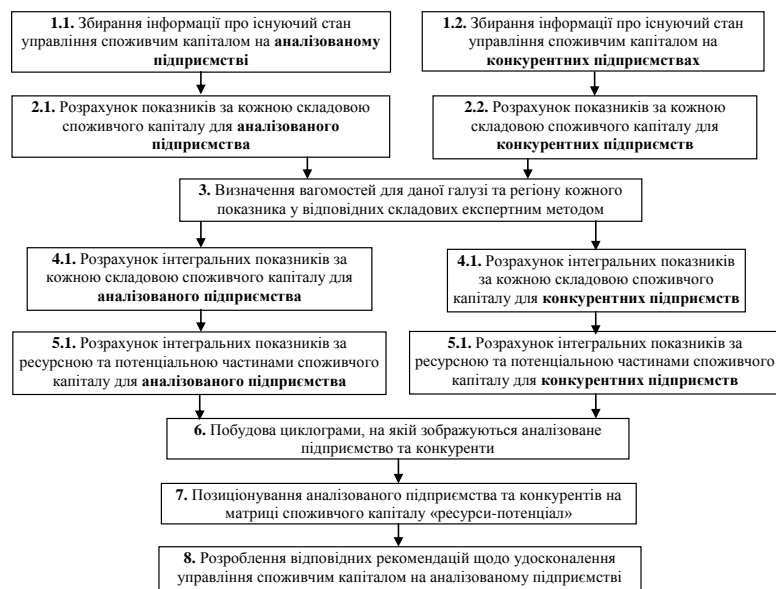 1.1. Збирання інформації про існуючий стан
управління споживчим капіталом на аналізованому
підприємстві
1.2. Збирання інформації про існуючий стан
управління споживчим капіталом на
конкурентних підприємствах
2.1. Розрахунок показників за кожною складовою
споживчого капіталу для аналізованого
підприємства
2.2. Розрахунок показників за кожною
складовою споживчого капіталу для
конкурентних підприємств
3. Визначення вагомостей для даної галузі та регіону кожного
показника у відповідних складових експертним методом
4.1. Розрахунок інтегральних показників за
кожною складовою споживчого капіталу для
аналізованого підприємства
4.1. Розрахунок інтегральних показників
за кожною складовою споживчого
капіталу для конкурентних підприємств
5.1. Розрахунок інтегральних показників за
ресурсною та потенціальною частинами споживчого
капіталу для аналізованого підприємства
5.1. Розрахунок інтегральних показників за
ресурсною та потенціальною частинами споживчого
капіталу для конкурентних підприємств
6. Побудова циклограми, на якій зображуються аналізоване
підприємство та конкуренти
7. Позиціонування аналізованого підприємства та конкурентів на
матриці споживчого капіталу «ресурси-потенціал»
8. Розроблення відповідних рекомендацій щодо удосконалення
управління споживчим капіталом на аналізованому підприємстві